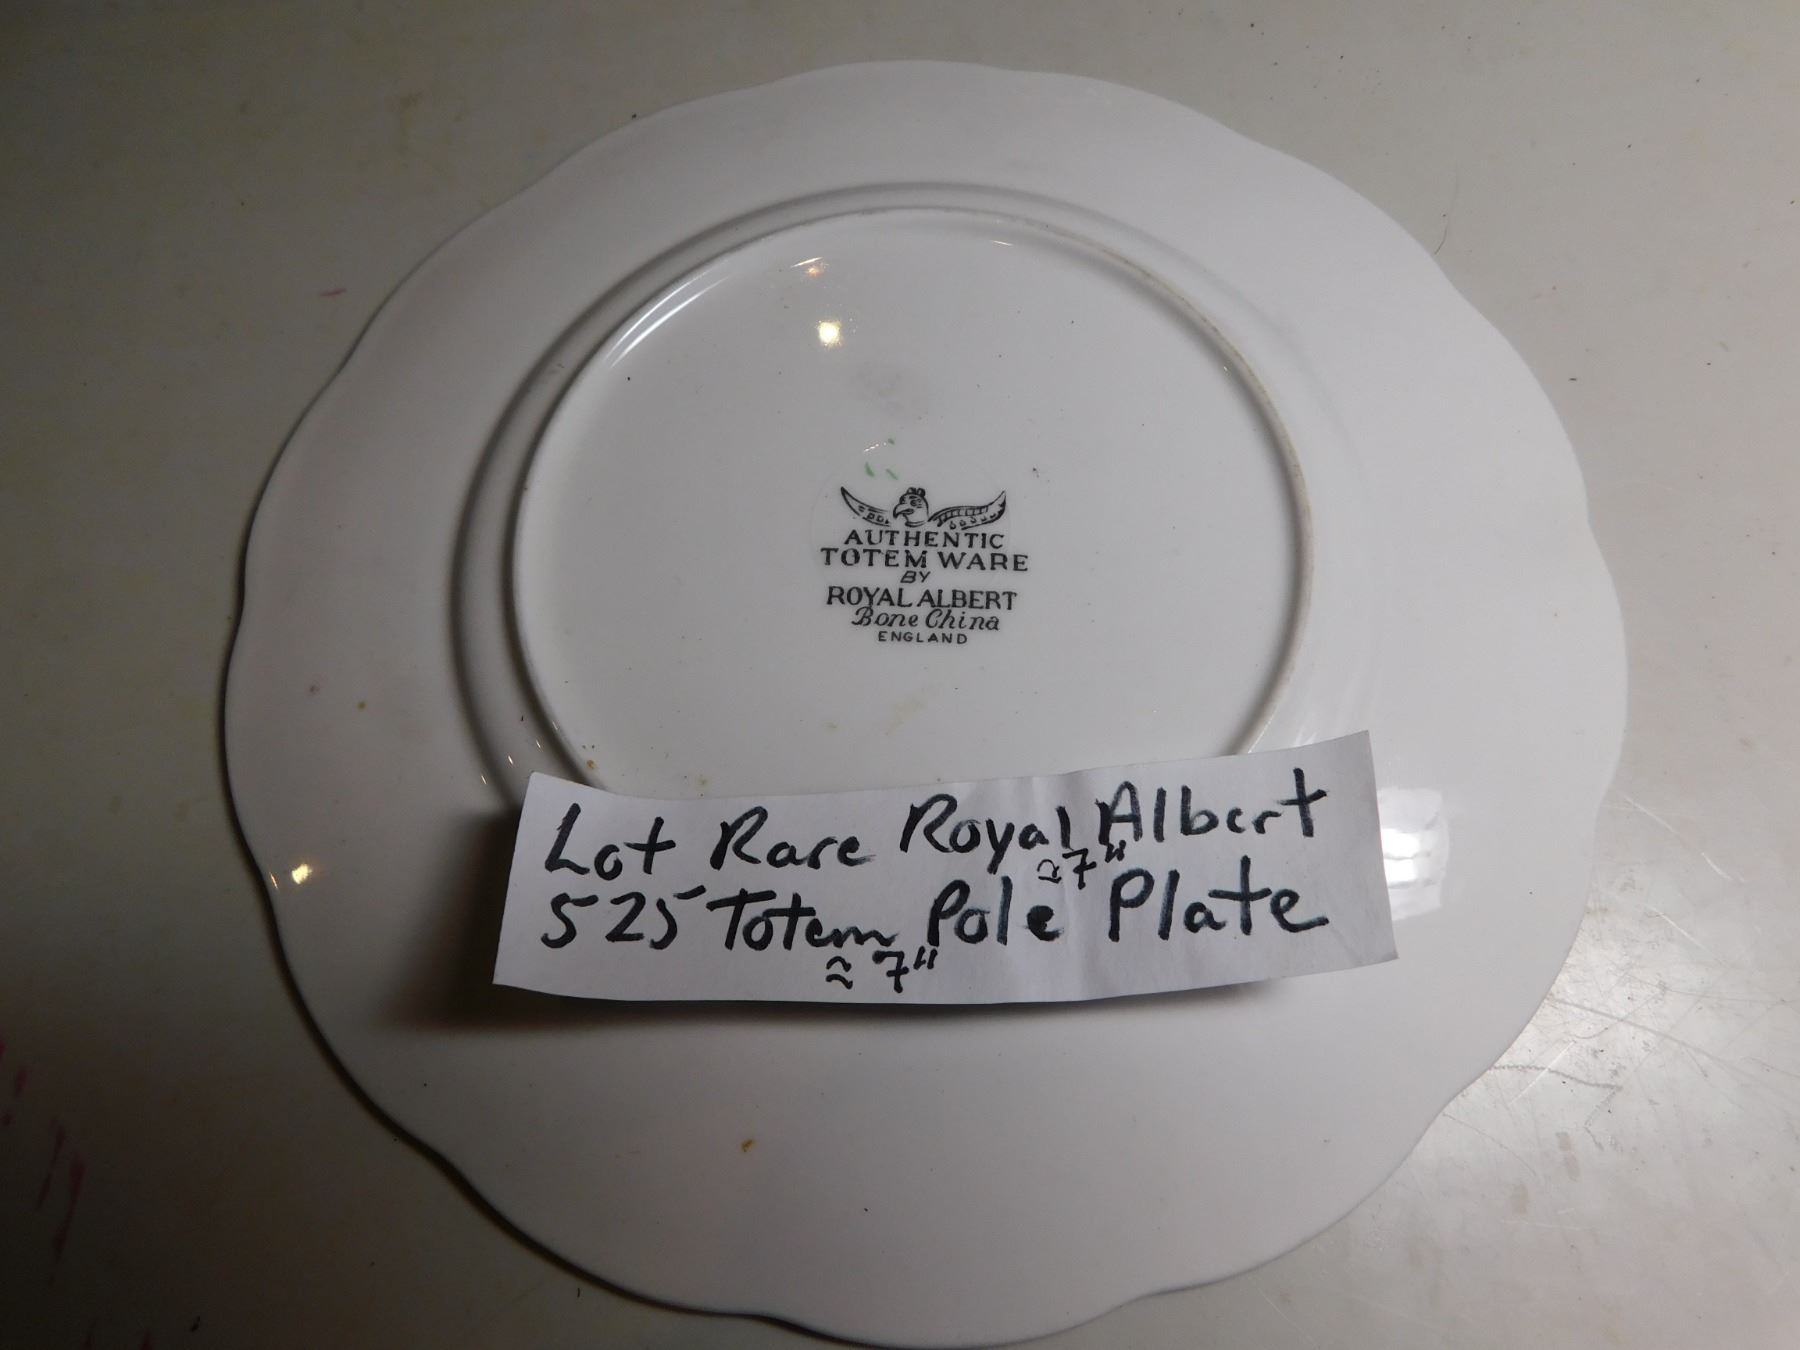 AUTHENTIC
TOTEM WARE
BY
ROYAL ALBERT
Bone China
ENGLAND
Lot Rare Royal Albert
≈7"
525 Totem Pole Plate
≈ 7"